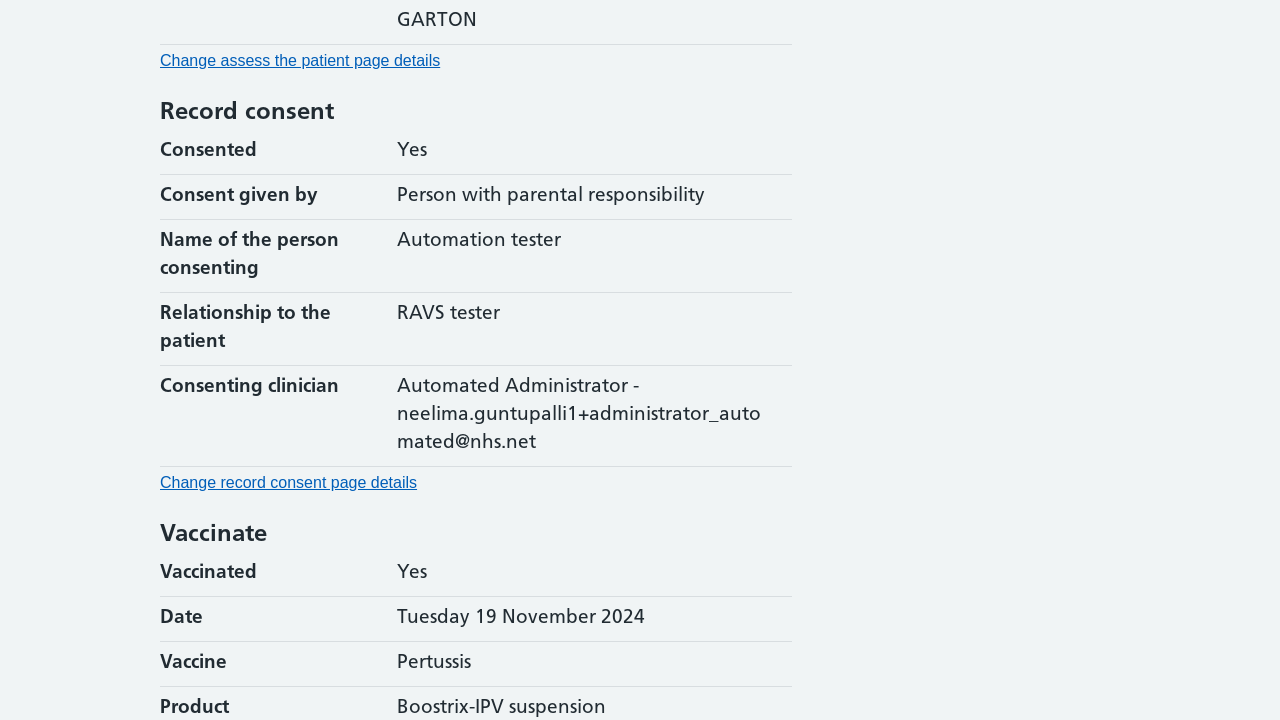 GARTON
Change assess the patient page details
Record consent
Consented Yes
Consent given by Person with parental responsibility
Name of the person Automation tester
consenting
Relationship to the RAVS tester
patient
Consenting clinician Automated Administrator -
neelima.guntupalli1+administrator_auto
mated@nhs.net
Change record consent page details
Vaccinate
Vaccinated Yes
Date Tuesday 19 November 2024
Vaccine Pertussis
Product Boostrix-IPV suspension